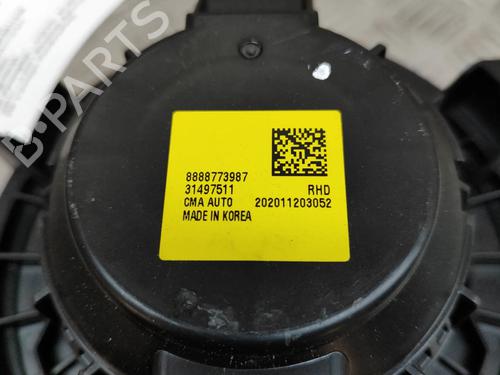 8888773987
31497511 RHD
CMA AUTO 202011203052
MADE IN KOREA
B-PARTS